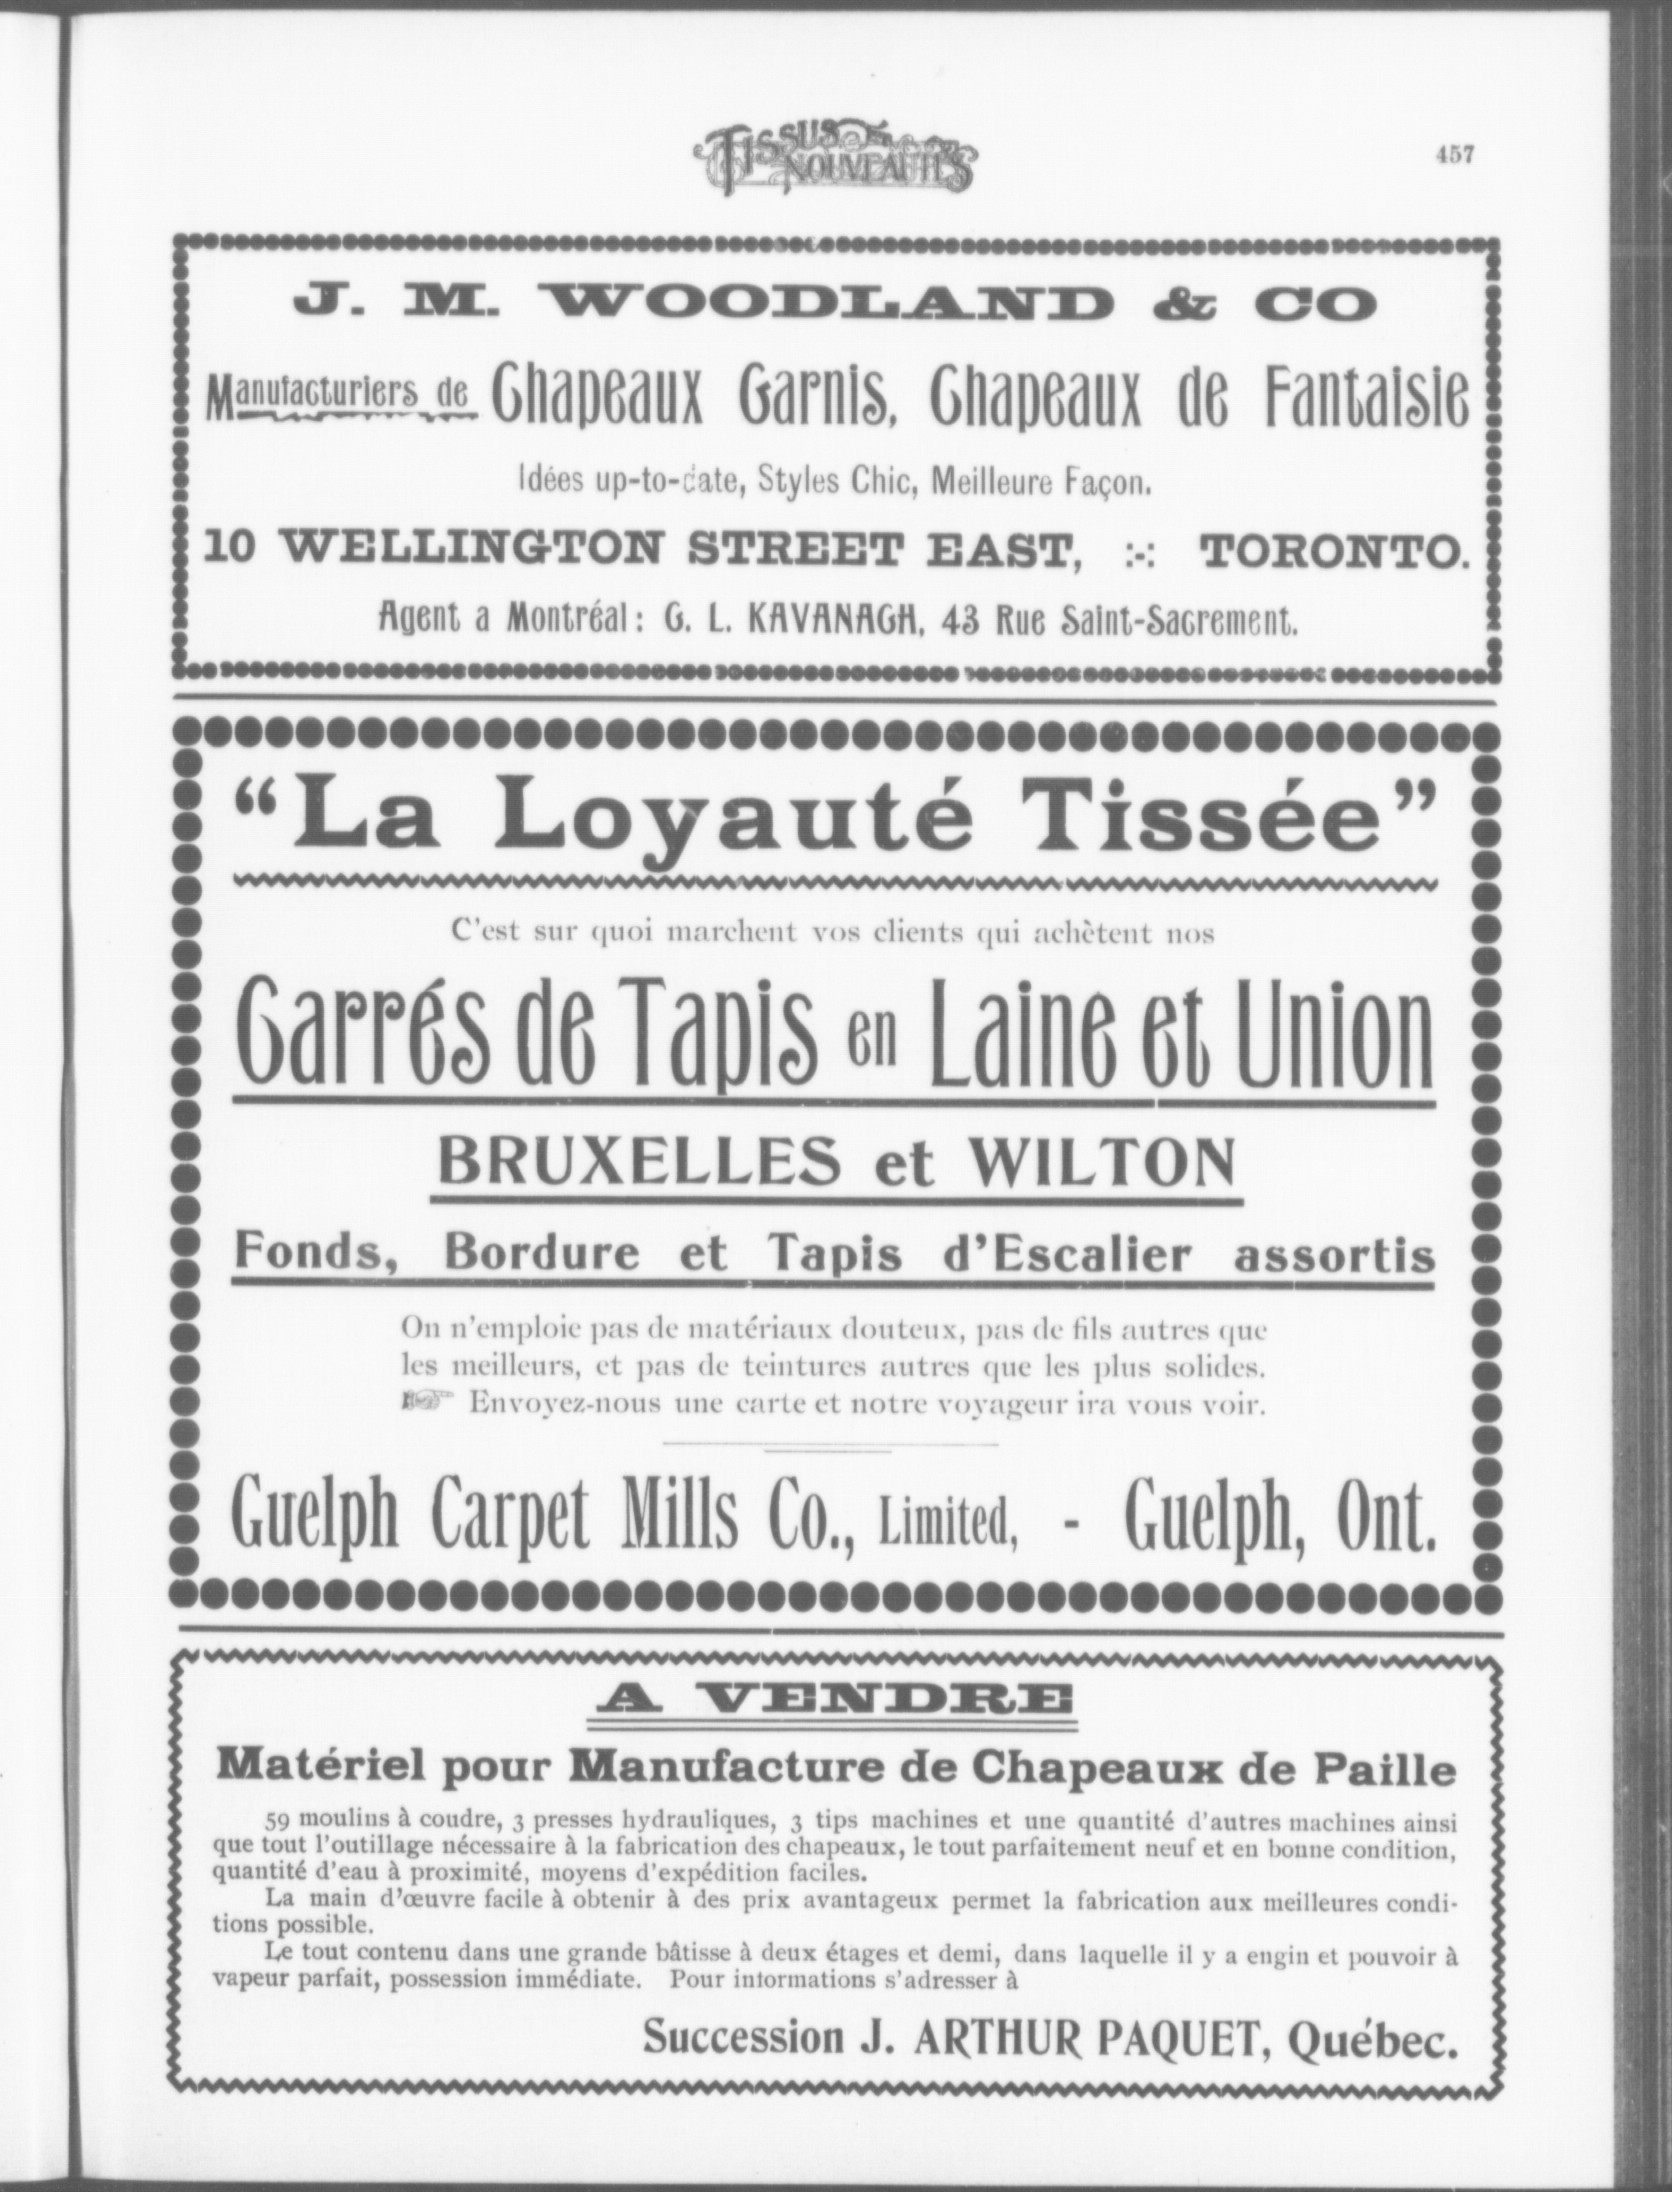 TISSUS ET NOUVEAUTÉS
457
J. M. WOODLAND & CO
Manufacturiers de Chapeaux Garnis, Chapeaux de Fantaisie
Idées up-to-date, Styles Chic, Meilleure Façon.
10 WELLINGTON STREET EAST, :-: TORONTO.
Agent a Montréal : G. L. KAVANAGH, 43 Rue Saint-Sacrement.
“La Loyauté Tissée”
C'est sur quoi marchent vos clients qui achètent nos
Carrés de Tapis en Laine et Union
BRUXELLES et WILTON
Fonds, Bordure et Tapis d'Escalier assortis
On n'emploie pas de matériaux douteux, pas de fils autres que
les meilleurs, et pas de teintures autres que les plus solides.
☞ Envoyez-nous une carte et notre voyageur ira vous voir.
Guelph Carpet Mills Co., Limited, - Guelph, Ont.
A VENDRE
Matériel pour Manufacture de Chapeaux de Paille
59 moulins à coudre, 3 presses hydrauliques, 3 tips machines et une quantité d'autres machines ainsi
que tout l'outillage nécessaire à la fabrication des chapeaux, le tout parfaitement neuf et en bonne condition,
quantité d'eau à proximité, moyens d'expédition faciles.
La main d'œuvre facile à obtenir à des prix avantageux permet la fabrication aux meilleures condi-
tions possible.
Le tout contenu dans une grande bâtisse à deux étages et demi, dans laquelle il y a engin et pouvoir à
vapeur parfait, possession immédiate. Pour informations s'adresser à
Succession J. ARTHUR PAQUET, Québec.